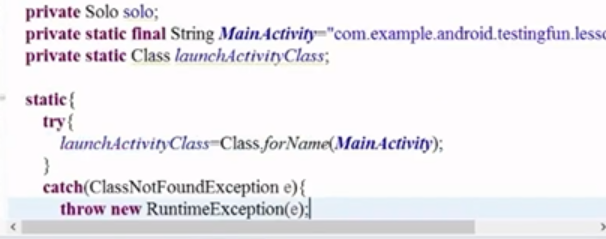 private Solo solo;
private static final String MainActivity="com.example.android.testingfun.lesso
private static Class launchActivityClass;
static{
try{
launchActivityClass=Class.forName(MainActivity);
}
catch(ClassNotFoundException e){
throw new RuntimeException(e);